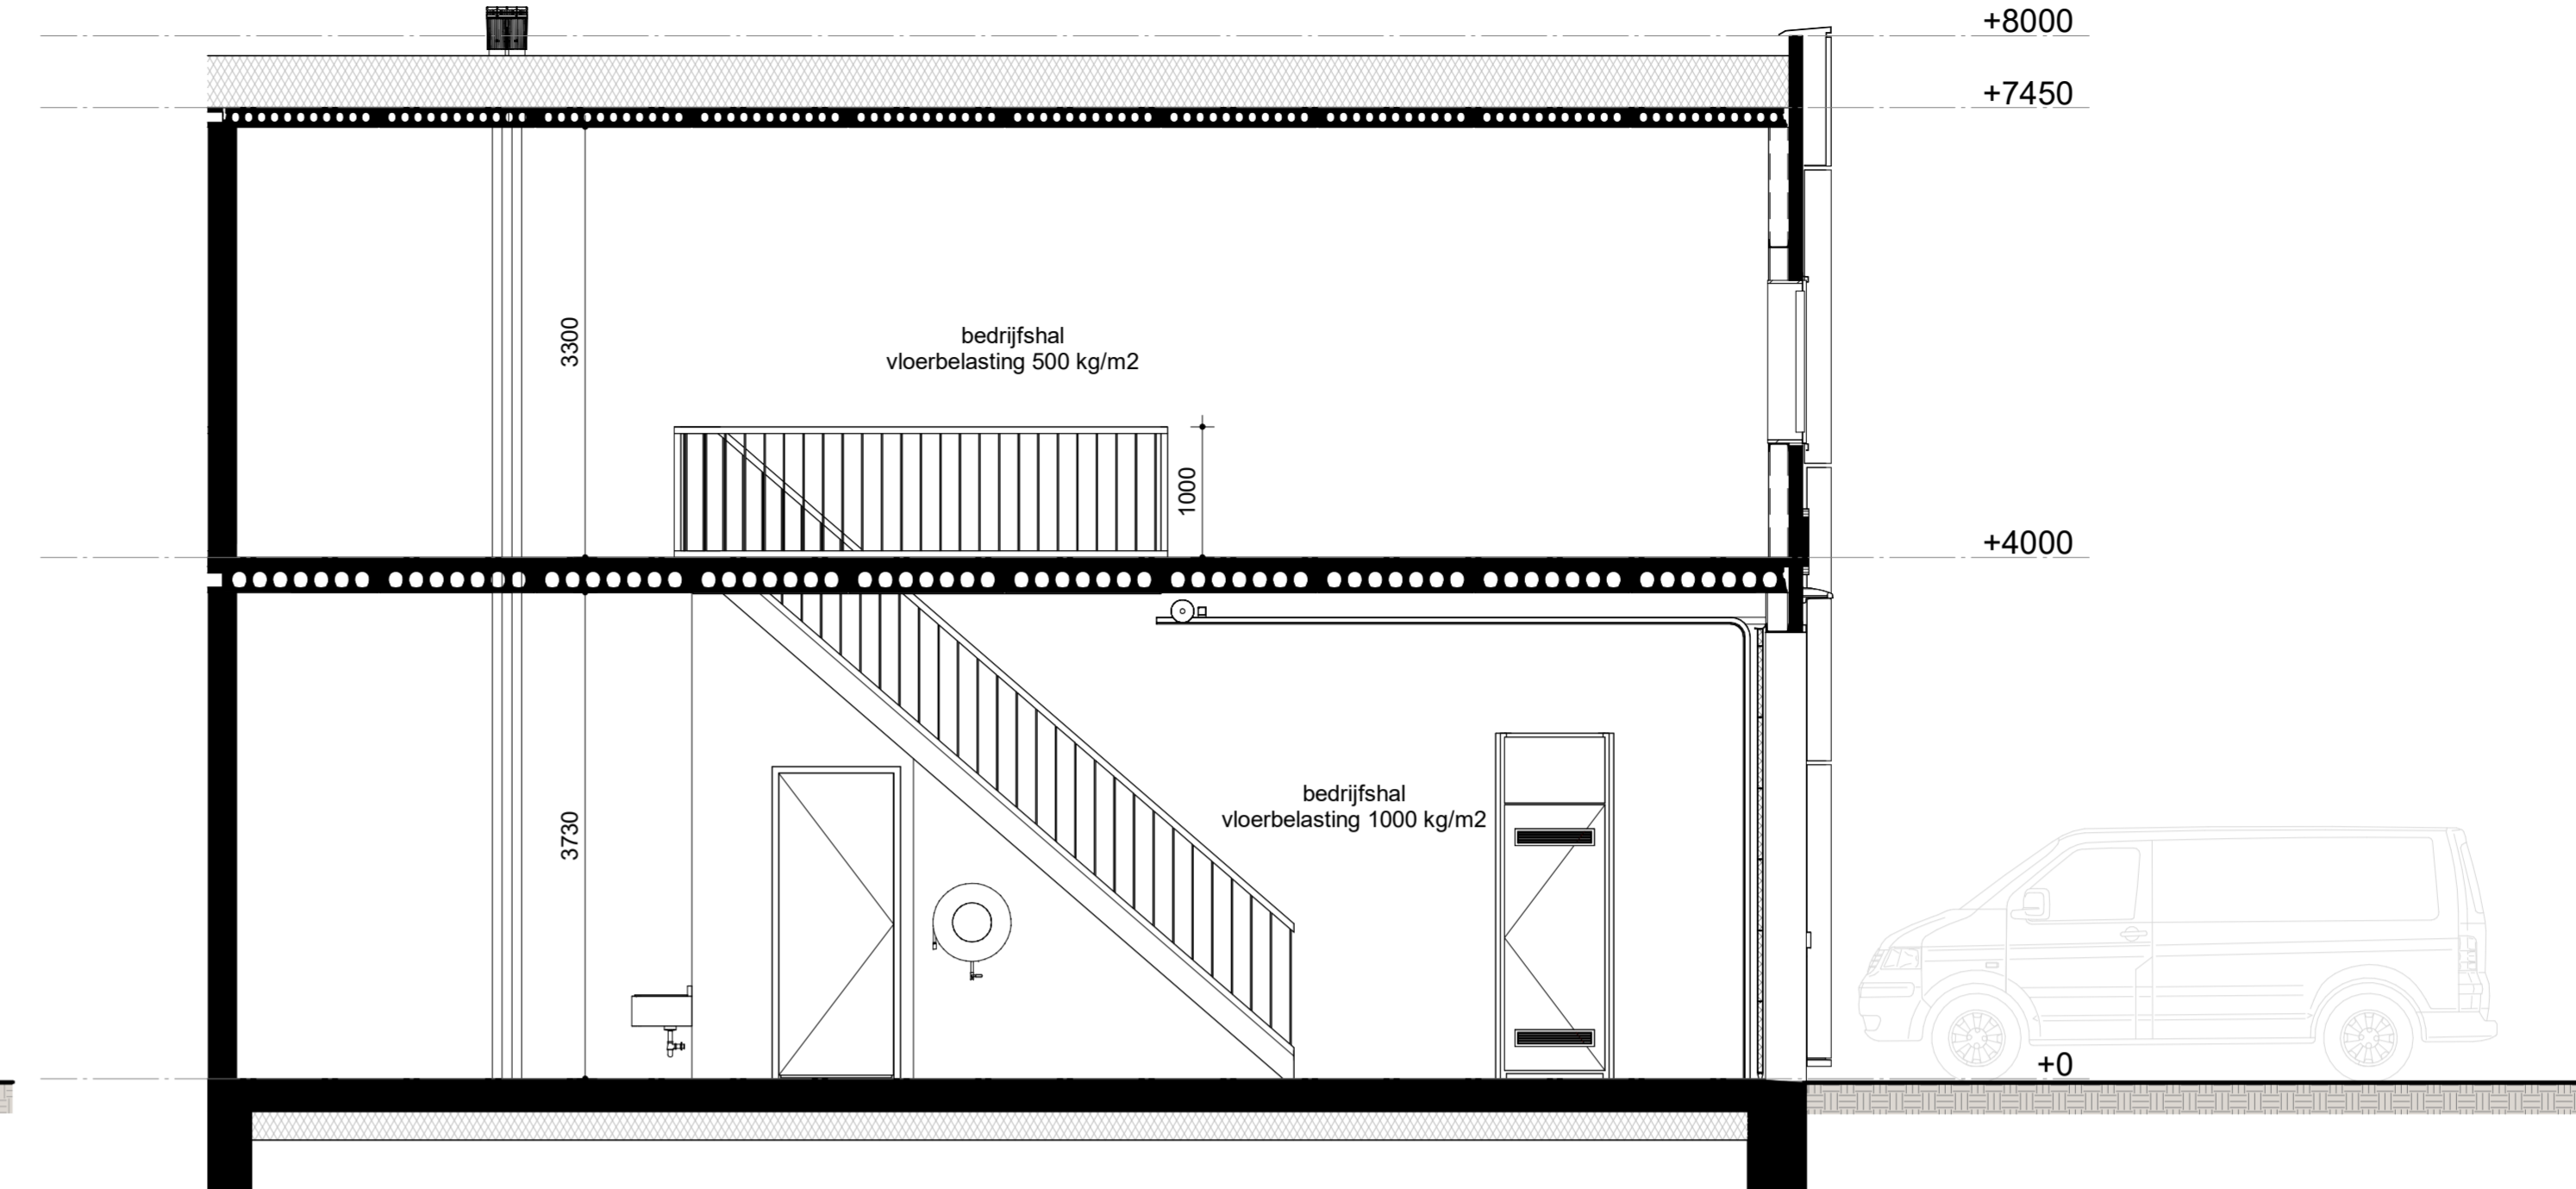 +8000
+7450
3300
bedrijfshal
vloerbelasting 500 kg/m2
1000
+4000
3730
bedrijfshal
vloerbelasting 1000 kg/m2
+0